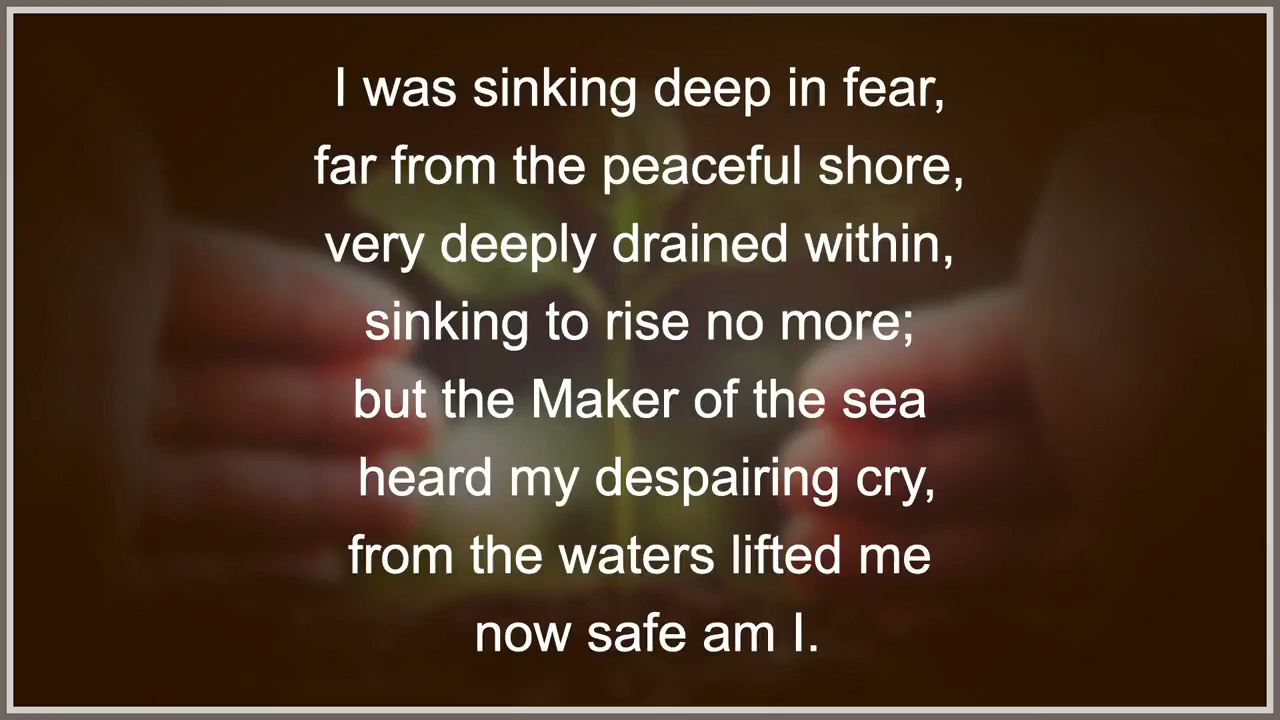 I was sinking deep in fear,
far from the peaceful shore,
very deeply drained within,
sinking to rise no more;
but the Maker of the sea
heard my despairing cry,
from the waters lifted me
now safe am I.